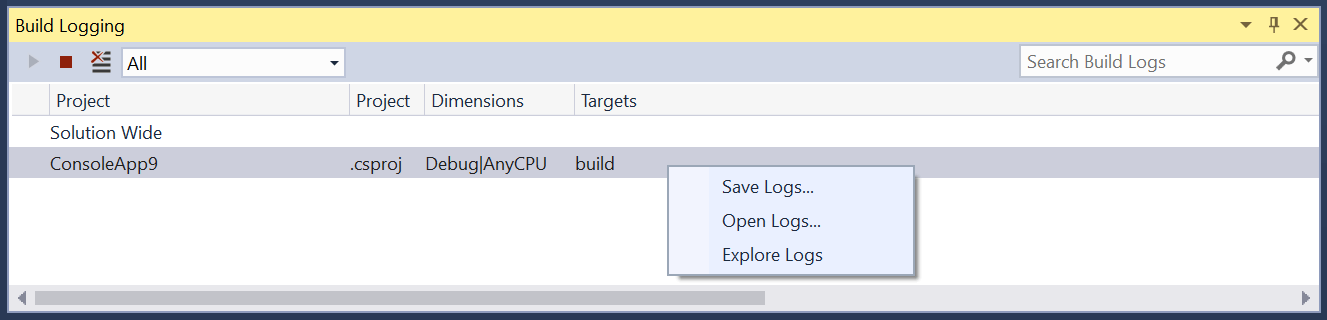 Build Logging
All
Search Build Logs
Project Project Dimensions Targets
Solution Wide
ConsoleApp9 .csproj Debug|AnyCPU build
Save Logs...
Open Logs...
Explore Logs